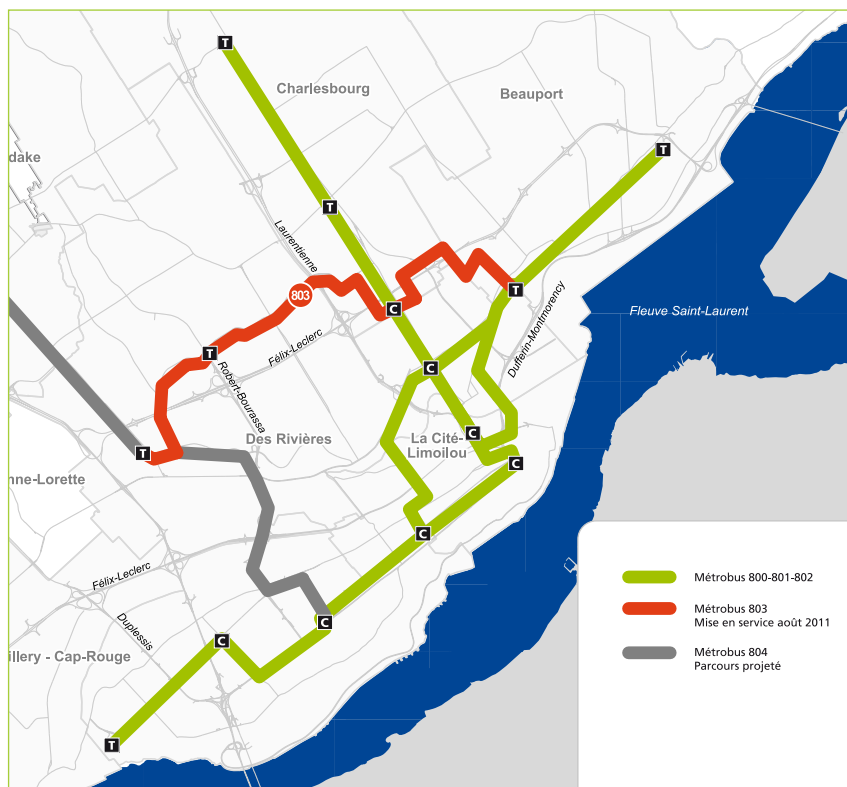 T
Charlesbourg
Beauport
T
dake
T
Laurentienne
803
T
C
Fleuve Saint-Laurent
Dufferin-Montmorency
Félix-Leclerc
T
Robert-Bourassa
C
Des Rivières
La Cité-
Limoilou
C
T
C
nne-Lorette
C
Félix-Leclerc
Duplessis
C
C
illery - Cap-Rouge
T
Métrobus 800-801-802
Métrobus 803
Mise en service août 2011
Métrobus 804
Parcours projeté